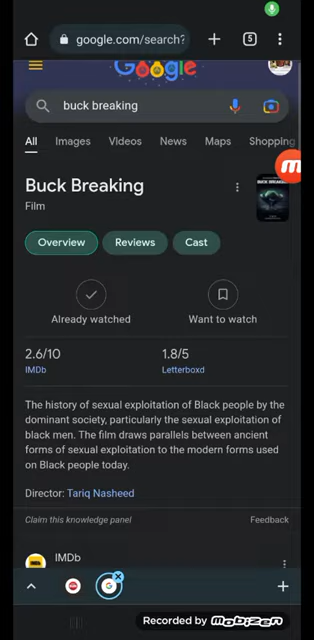 google.com/search?
5
Google
buck breaking
All Images Videos News Maps Shopping
Buck Breaking
Film
BUCK BREAKING
Overview Reviews Cast
Already watched Want to watch
2.6/10 1.8/5
IMDb Letterboxd
The history of sexual exploitation of Black people by the
dominant society, particularly the sexual exploitation of
black men. The film draws parallels between ancient
forms of sexual exploitation to the modern forms used
on Black people today.
Director: Tariq Nasheed
Claim this knowledge panel Feedback
IMDb
G
Recorded by mobizen